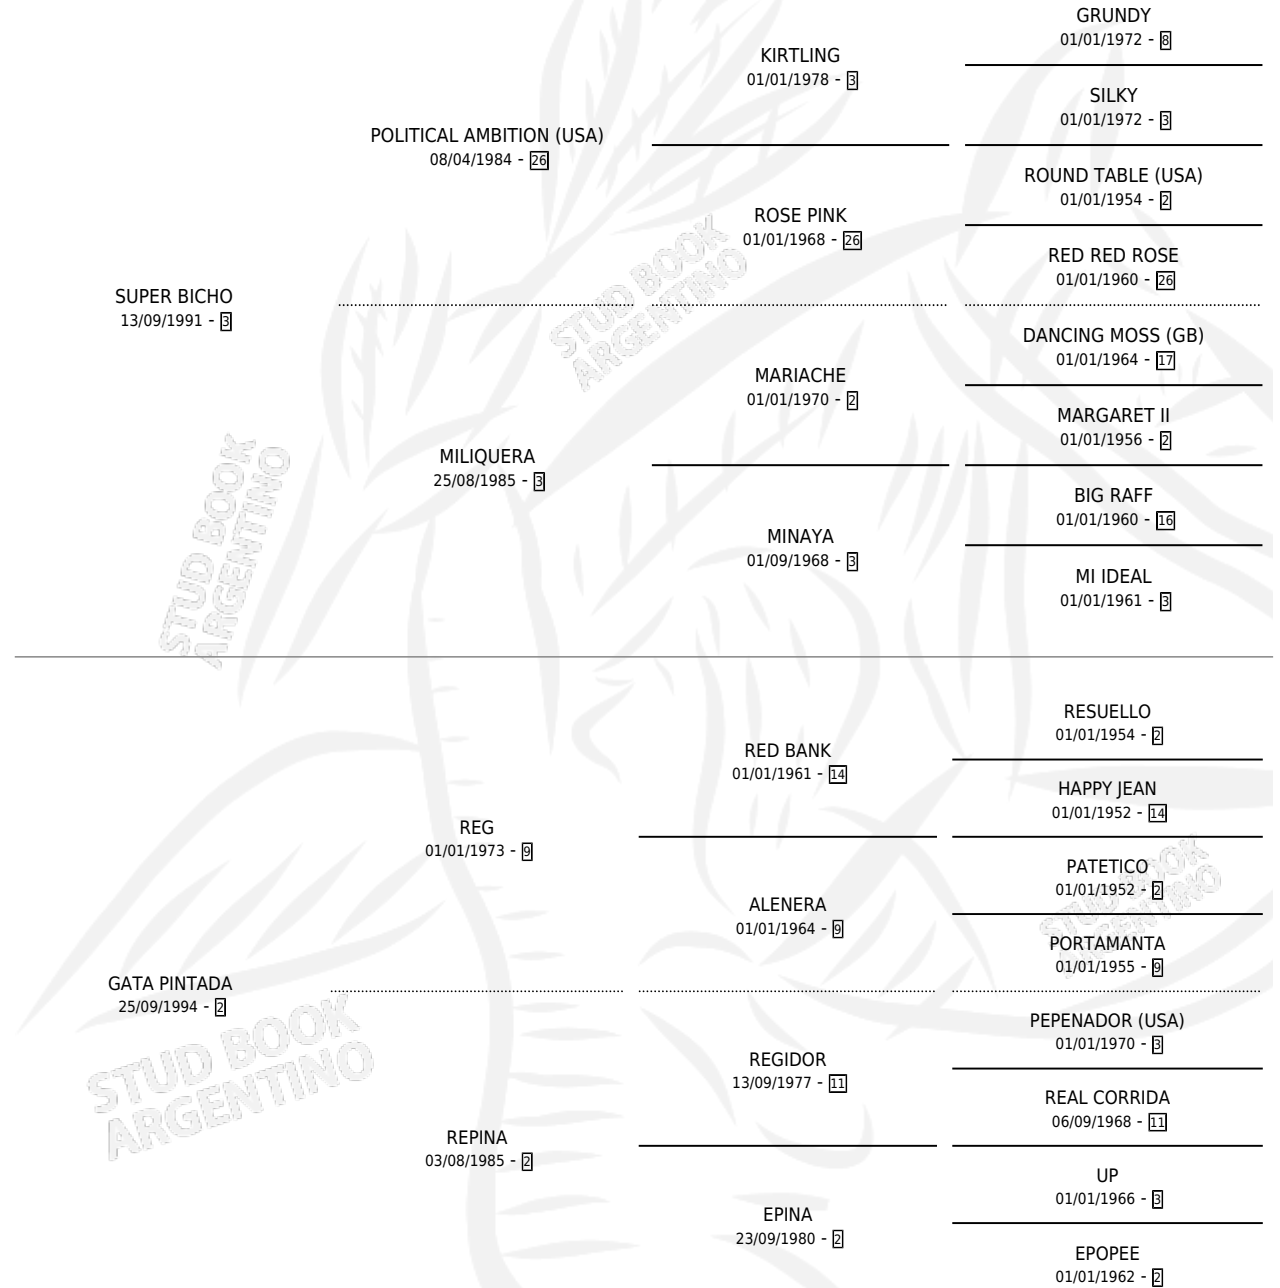 GRUNDY
01/01/1972 - 8
KIRTLING
01/01/1978 - 3
SILKY
01/01/1972 - 3
POLITICAL AMBITION (USA)
08/04/1984 - 26
ROUND TABLE (USA)
01/01/1954 - 2
ROSE PINK
01/01/1968 - 26
RED RED ROSE
01/01/1960 - 26
SUPER BICHO
13/09/1991 - 3
STUD BOOK
ARGENTINO
DANCING MOSS (GB)
01/01/1964 - 17
MARIACHE
01/01/1970 - 2
MARGARET II
01/01/1956 - 2
MILIQUERA
25/08/1985 - 3
BIG RAFF
01/01/1960 - 16
MINAYA
01/09/1968 - 3
MI IDEAL
01/01/1961 - 3
STUD BOOK
ARGENTINO
RESUELLO
01/01/1954 - 2
RED BANK
01/01/1961 - 14
HAPPY JEAN
01/01/1952 - 14
REG
01/01/1973 - 9
PATETICO
01/01/1952 - 2
ALENERA
01/01/1964 - 9
PORTAMANTA
01/01/1955 - 9
STUD BOOK
ARGENTINO
GATA PINTADA
25/09/1994 - 2
PEPENADOR (USA)
01/01/1970 - 3
REGIDOR
13/09/1977 - 11
REAL CORRIDA
06/09/1968 - 11
STUD BOOK
ARGENTINO
REPINA
03/08/1985 - 2
UP
01/01/1966 - 3
EPINA
23/09/1980 - 2
EPOPEE
01/01/1962 - 2